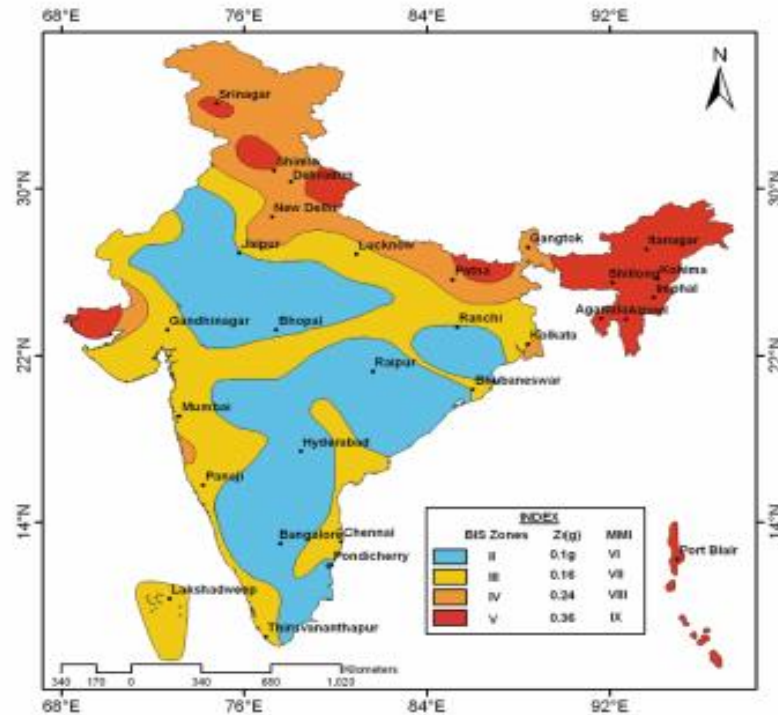 68°E 76°E 84°E 92°E
N
Srinagar
Shimla
Dehradun
30°N 30°N
New Delhi
Jaipur Lucknow Gangtok Itanagar
Patna Shillong Kohima
Imphal
Gandhinagar Bhopal Ranchi
Kolkata
22°N 22°N
Raipur
Bhubaneswar
Mumbai
Hyderabad
Panaji
14°N 14°N
Bangalore Chennai
Pondicherry
Port Blair
Lakshadweep
Thiruvananthapur
INDEX
BIS Zones Z(g) MMI
II 0.1g VI
III 0.16 VII
IV 0.24 VIII
V 0.36 IX
Kilometers
340 170 0 340 680 1,020
68°E 76°E 84°E 92°E